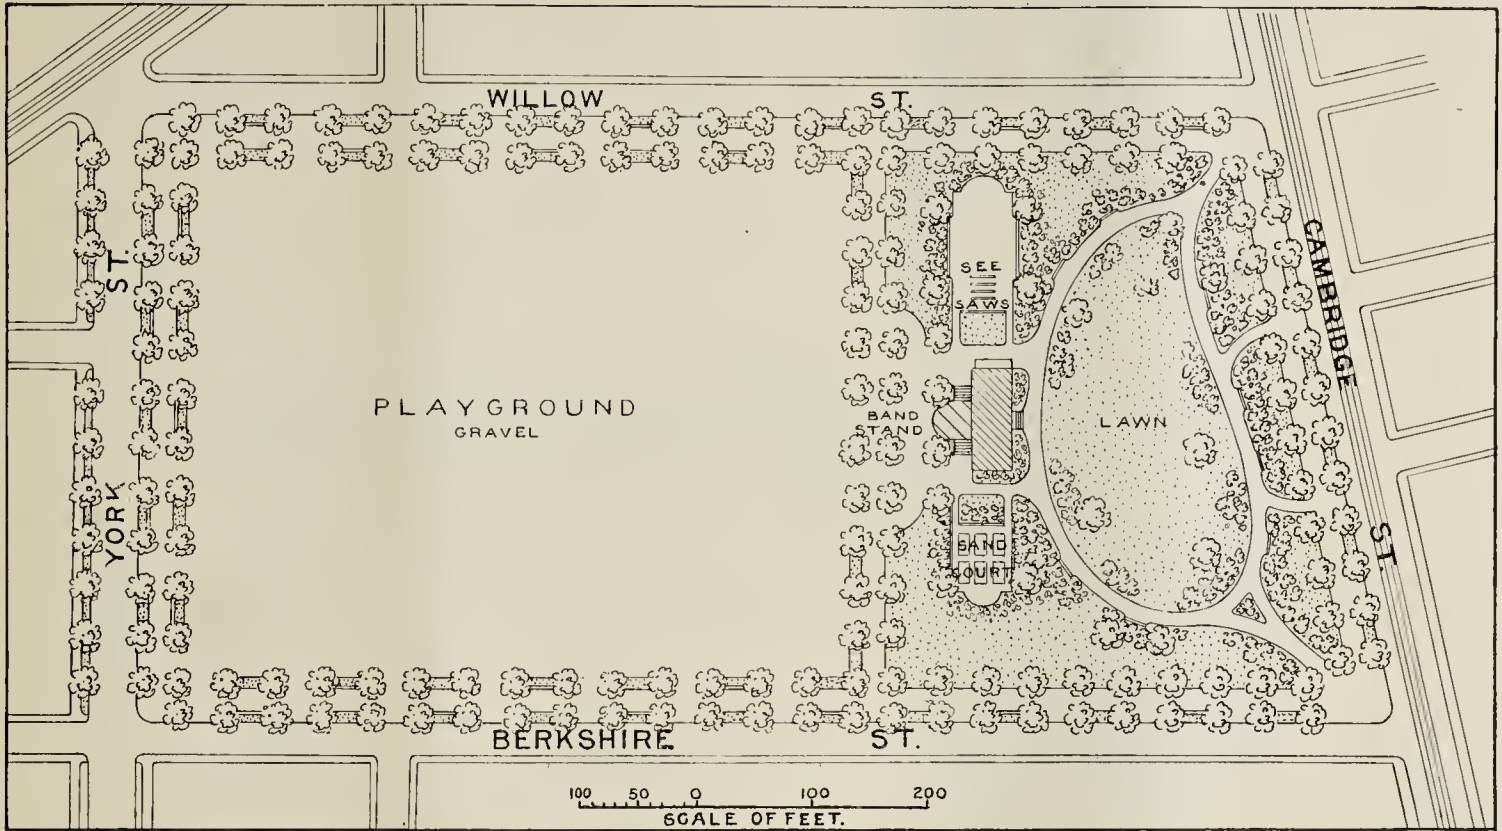 WILLOW ST.
YORK ST.
CAMBRIDGE ST.
SEE
SAWS
PLAYGROUND
GRAVEL
BAND
STAND
LAWN
SAND
COURT
BERKSHIRE ST.
100 50 0 100 200
SCALE OF FEET.